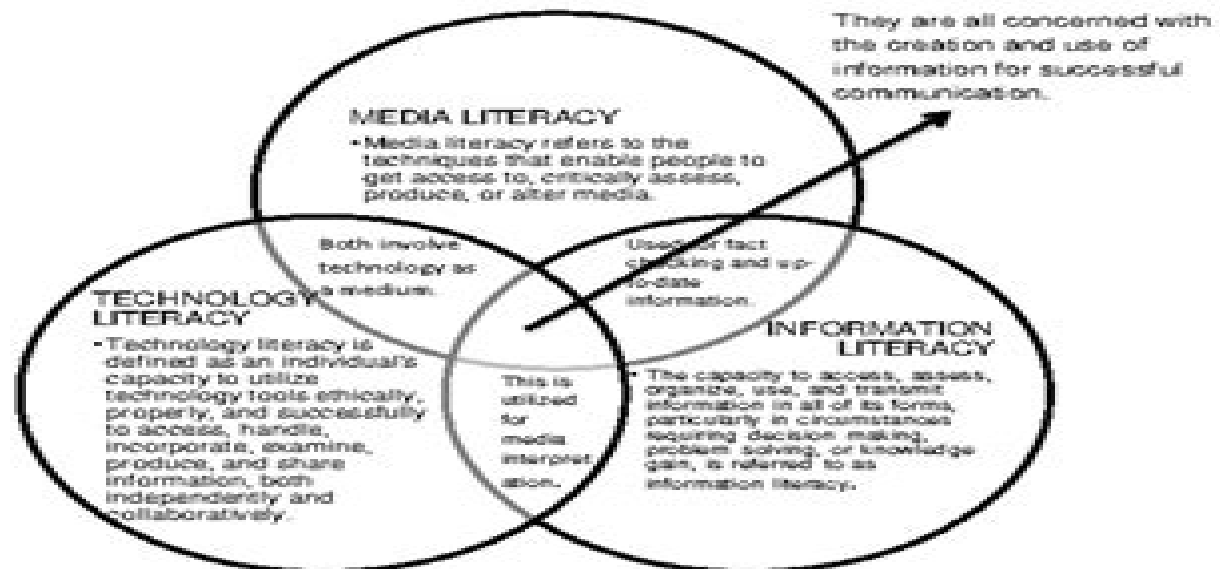 They are all concerned with
the creation and use of
information for successful
communication.
MEDIA LITERACY
•Media literacy refers to the
techniques that enable people to
get access to, critically assess,
produce, or alter media.
Both involve
technology as
a medium.
Used for fact
checking and up-
to-date
information.
TECHNOLOGY
LITERACY
•Technology literacy is
defined as an individual's
capacity to utilize
technology tools ethically,
properly, and successfully
to access, handle,
incorporate, examine,
produce, and share
information, both
independently and
collaboratively.
This is
utilized
for
media
interpret
ation.
INFORMATION
LITERACY
• The capacity to access, assess,
organize, use, and transmit
information in all of its forms,
particularly in circumstances
requiring decision making,
problem solving, or knowledge
gain, is referred to as
information literacy.